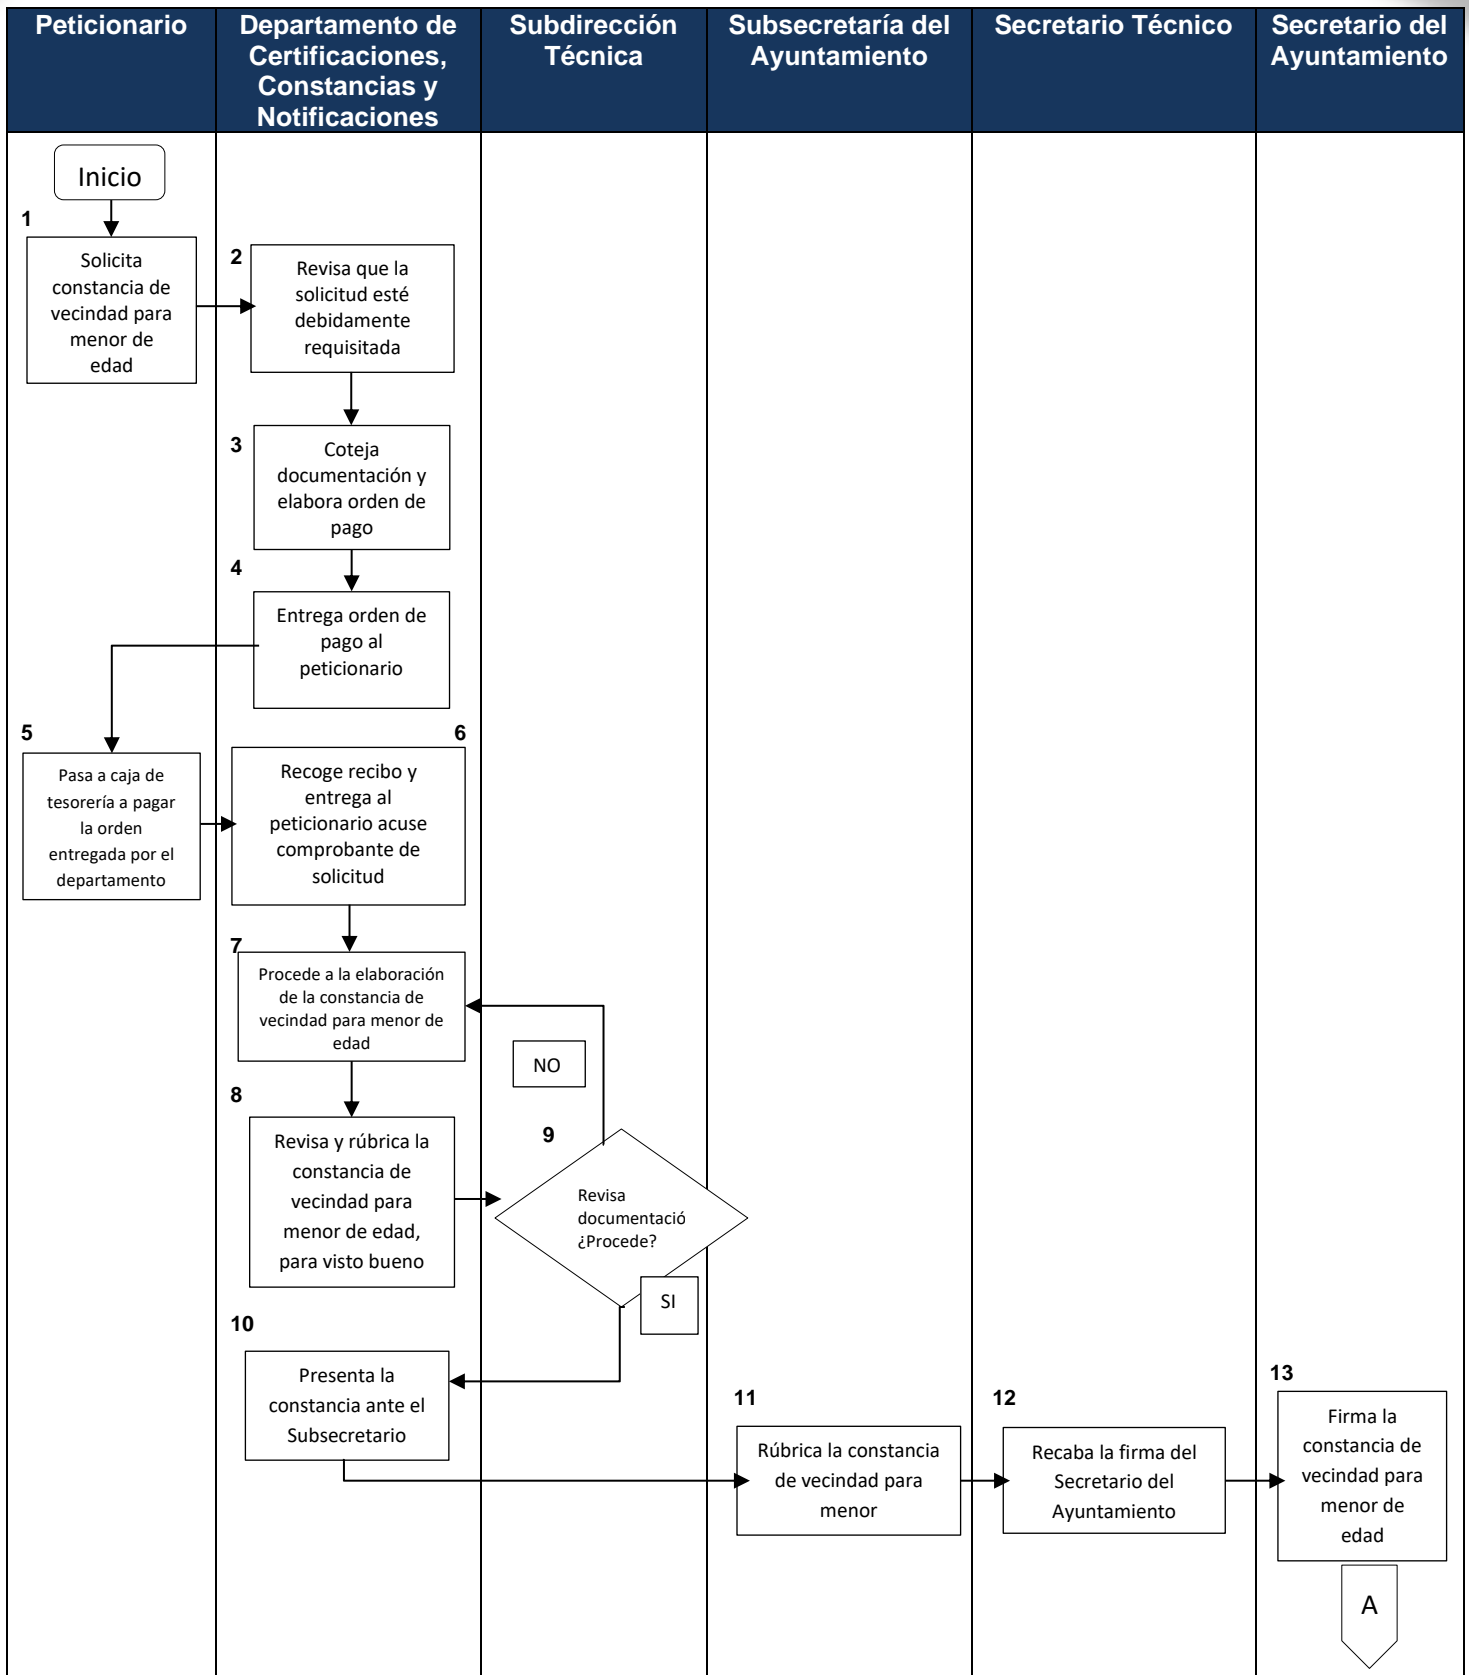 Peticionario
Departamento de
Certificaciones,
Constancias y
Notificaciones
Subdirección
Técnica
Subsecretaría del
Ayuntamiento
Secretario Técnico
Secretario del
Ayuntamiento
Inicio
1
Solicita
constancia de
vecindad para
menor de
edad
2
Revisa que la
solicitud esté
debidamente
requisitada
3
Coteja
documentación y
elabora orden de
pago
4
Entrega orden de
pago al
peticionario
5
Pasa a caja de
tesorería a pagar
la orden
entregada por el
departamento
6
Recoge recibo y
entrega al
peticionario acuse
comprobante de
solicitud
7
Procede a la elaboración
de la constancia de
vecindad para menor de
edad
NO
8
Revisa y rúbrica la
constancia de
vecindad para
menor de edad,
para visto bueno
9
Revisa
documentació
¿Procede?
SI
10
Presenta la
constancia ante el
Subsecretario
11
Rúbrica la constancia
de vecindad para
menor
12
Recaba la firma del
Secretario del
Ayuntamiento
13
Firma la
constancia de
vecindad para
menor de
edad
A